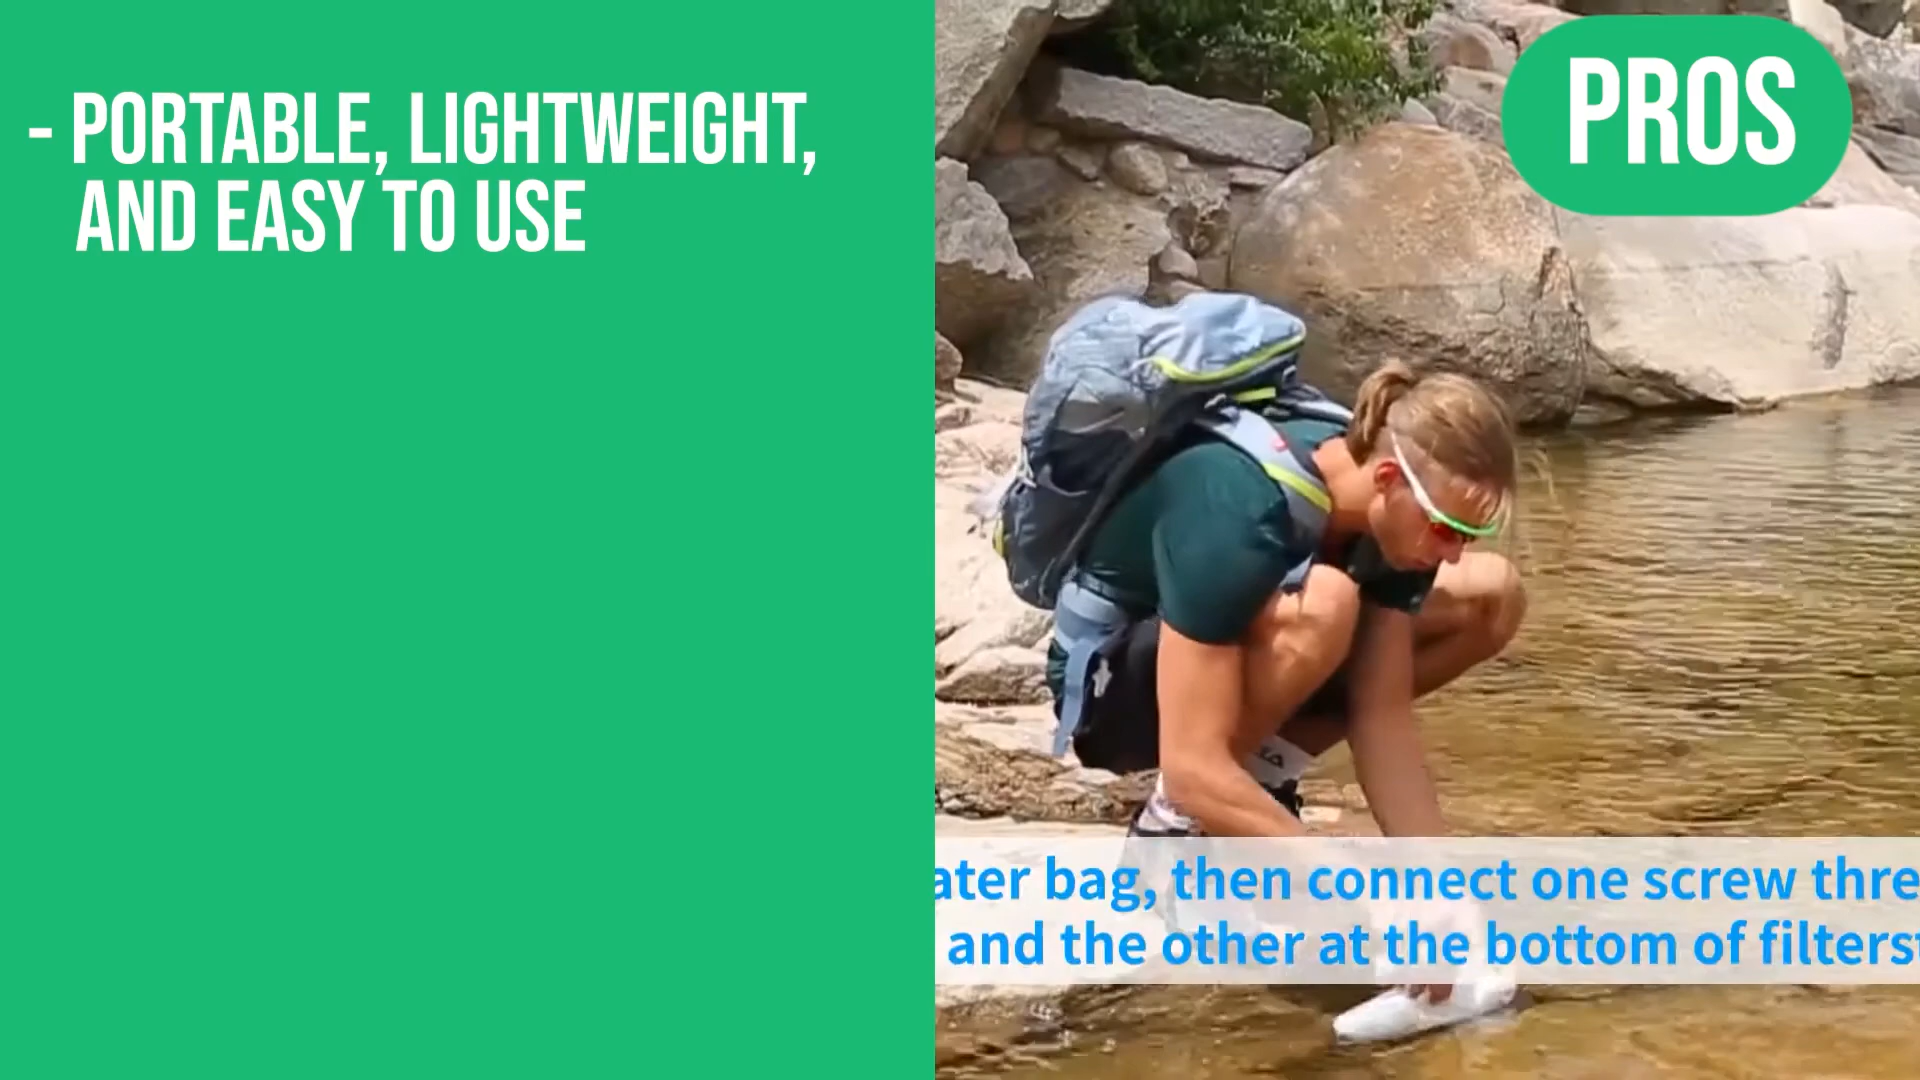 - PORTABLE, LIGHTWEIGHT,
AND EASY TO USE
PROS
ater bag, then connect one screw thre
and the other at the bottom of filters